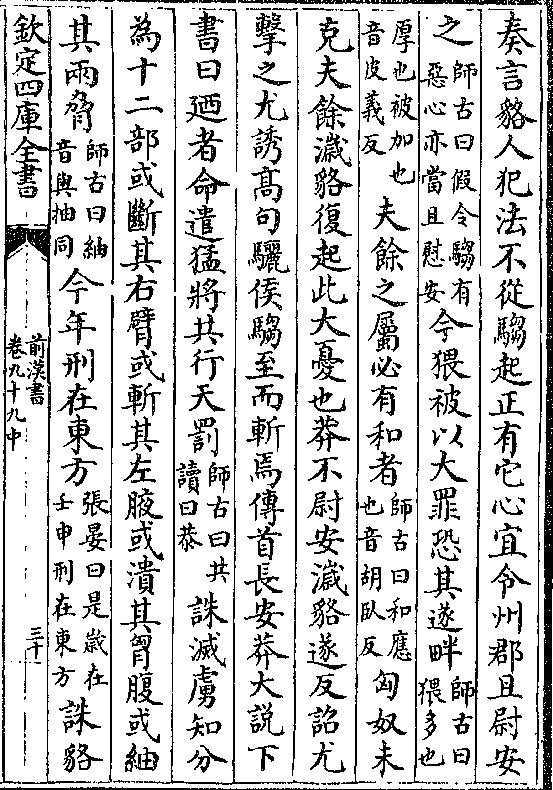 奏言貉人犯法不從騶起正有它心宜令州郡且尉安
之師古曰假令騶有惡心亦當且慰安今猥被以大罪恐其遂畔師古曰猥多也
厚也被加也音皮義反夫餘之屬必有和者師古曰和應也音胡臥反匈奴未
克夫餘濊貉復起此大憂也莽不尉安濊貉遂反詔尤
擊之尤誘高句驪侯騶至而斬焉傳首長安莽大説下
書曰廼者命遣猛將共行天罰師古曰共讀曰恭誅滅虜知分
為十二部或斷其右臂或斬其左腋或潰其胷腹或紬
其兩脅師古曰紬音與抽同今年刑在東方張晏曰是歲在壬申刑在東方誅貉
欽定四庫全書
前漢書
卷九十九中
三十